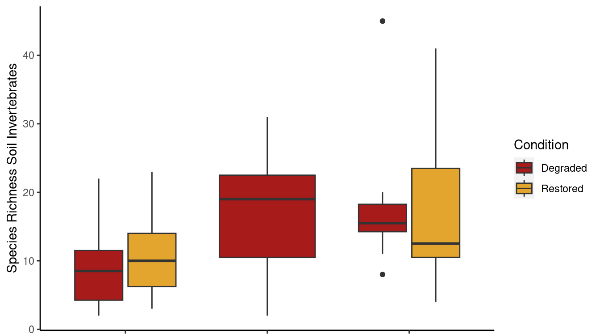 Species Richness Soil Invertebrates
40
30
20
10
0
Condition
Degraded
Restored